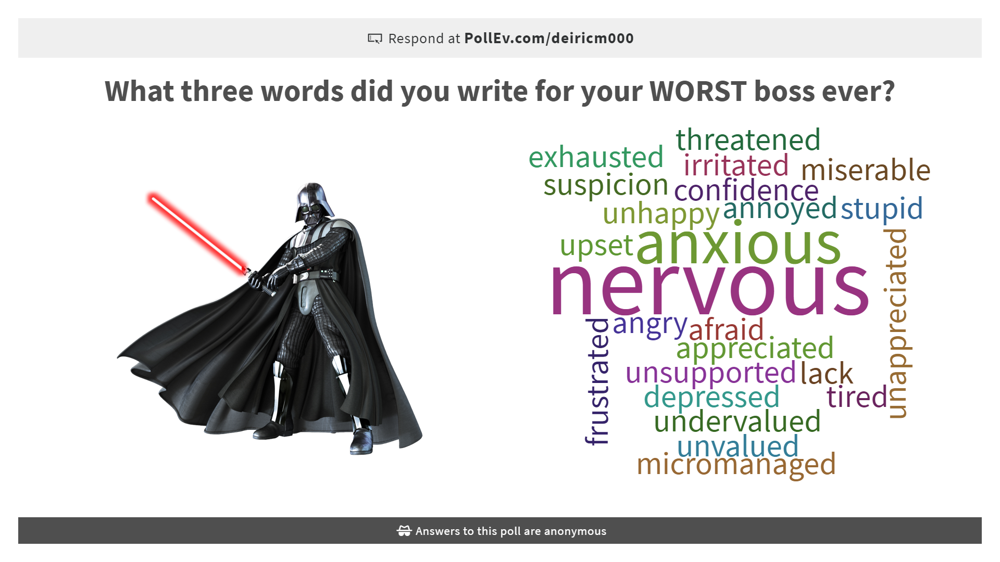 Respond at PollEv.com/deiricm000
What three words did you write for your WORST boss ever?
threatened
exhausted
irritated
miserable
suspicion
confidence
unhappy
annoyed
stupid
upset
anxious
nervous
unappreciated
frustrated
angry
afraid
appreciated
unsupported
lack
depressed
tired
undervalued
unvalued
micromanaged
Answers to this poll are anonymous